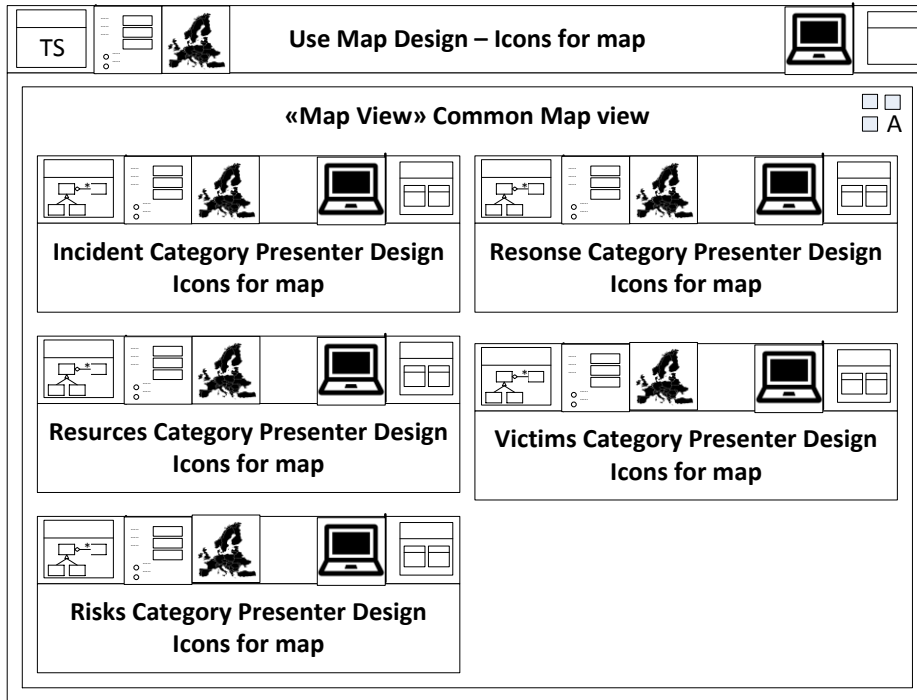 TS
Use Map Design – Icons for map
«Map View» Common Map view
A
Incident Category Presenter Design
Icons for map
Resonse Category Presenter Design
Icons for map
Resurces Category Presenter Design
Icons for map
Victims Category Presenter Design
Icons for map
Risks Category Presenter Design
Icons for map